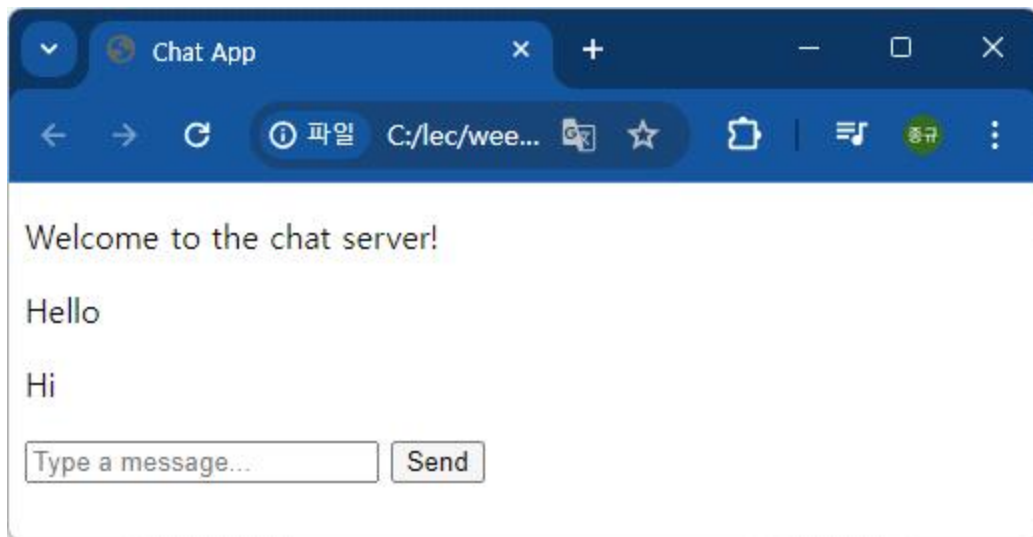 Chat App
파일 C:/lec/wee...
종규
Welcome to the chat server!
Hello
Hi
Type a message... Send